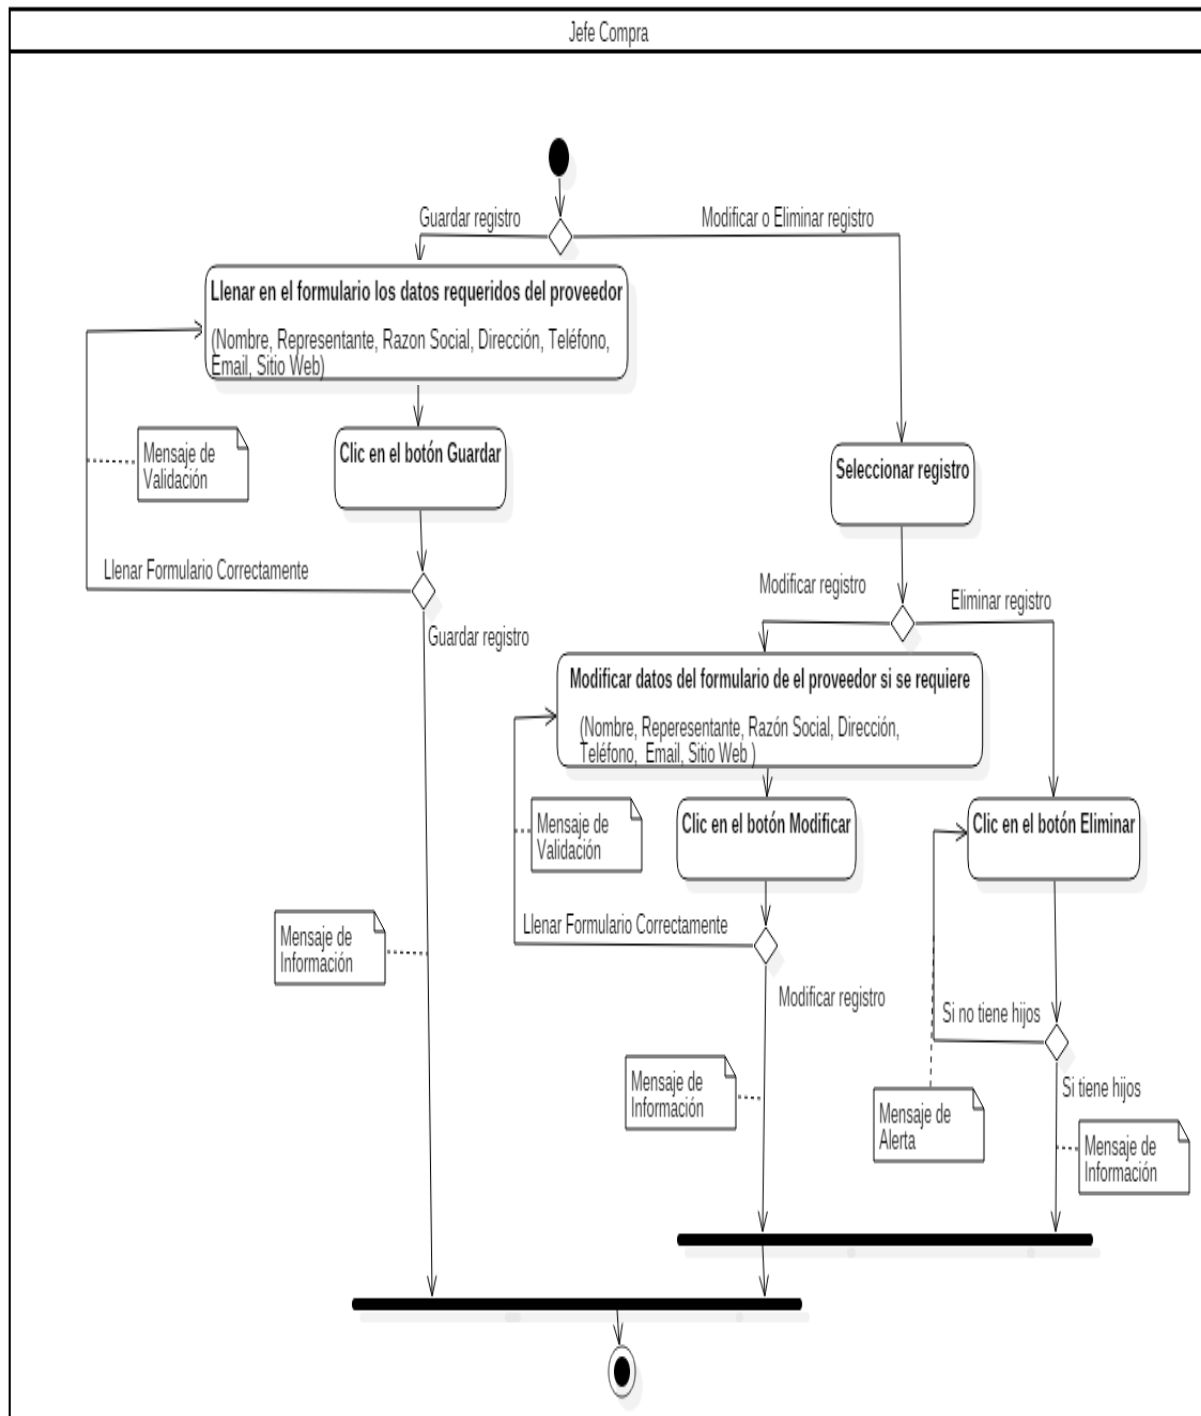 Jefe Compra
Guardar registro
Modificar o Eliminar registro
Llenar en el formulario los datos requeridos del proveedor
(Nombre, Representante, Razon Social, Dirección, Teléfono,
Email, Sitio Web)
Mensaje de
Validación
Clic en el botón Guardar
Seleccionar registro
Llenar Formulario Correctamente
Guardar registro
Modificar registro
Eliminar registro
Modificar datos del formulario de el proveedor si se requiere
(Nombre, Reperesentante, Razón Social, Dirección,
Teléfono, Email, Sitio Web )
Mensaje de
Validación
Clic en el botón Modificar
Clic en el botón Eliminar
Llenar Formulario Correctamente
Mensaje de
Información
Modificar registro
Si no tiene hijos
Mensaje de
Información
Si tiene hijos
Mensaje de
Alerta
Mensaje de
Información